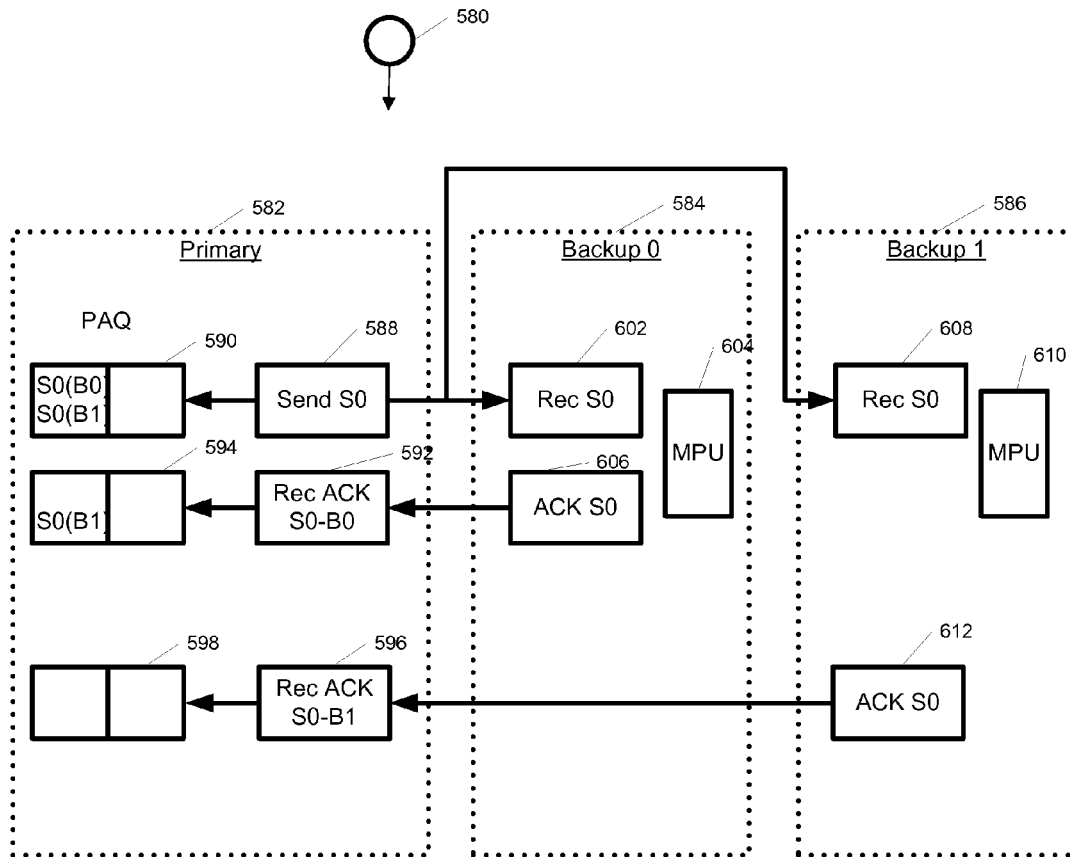 580
582
584
586
Primary
Backup 0
Backup 1
PAQ
590
588
602
604
608
610
S0(B0)
S0(B1)
Send S0
Rec S0
MPU
Rec S0
MPU
594
592
606
S0(B1)
Rec ACK
S0-B0
ACK S0
598
596
612
Rec ACK
S0-B1
ACK S0